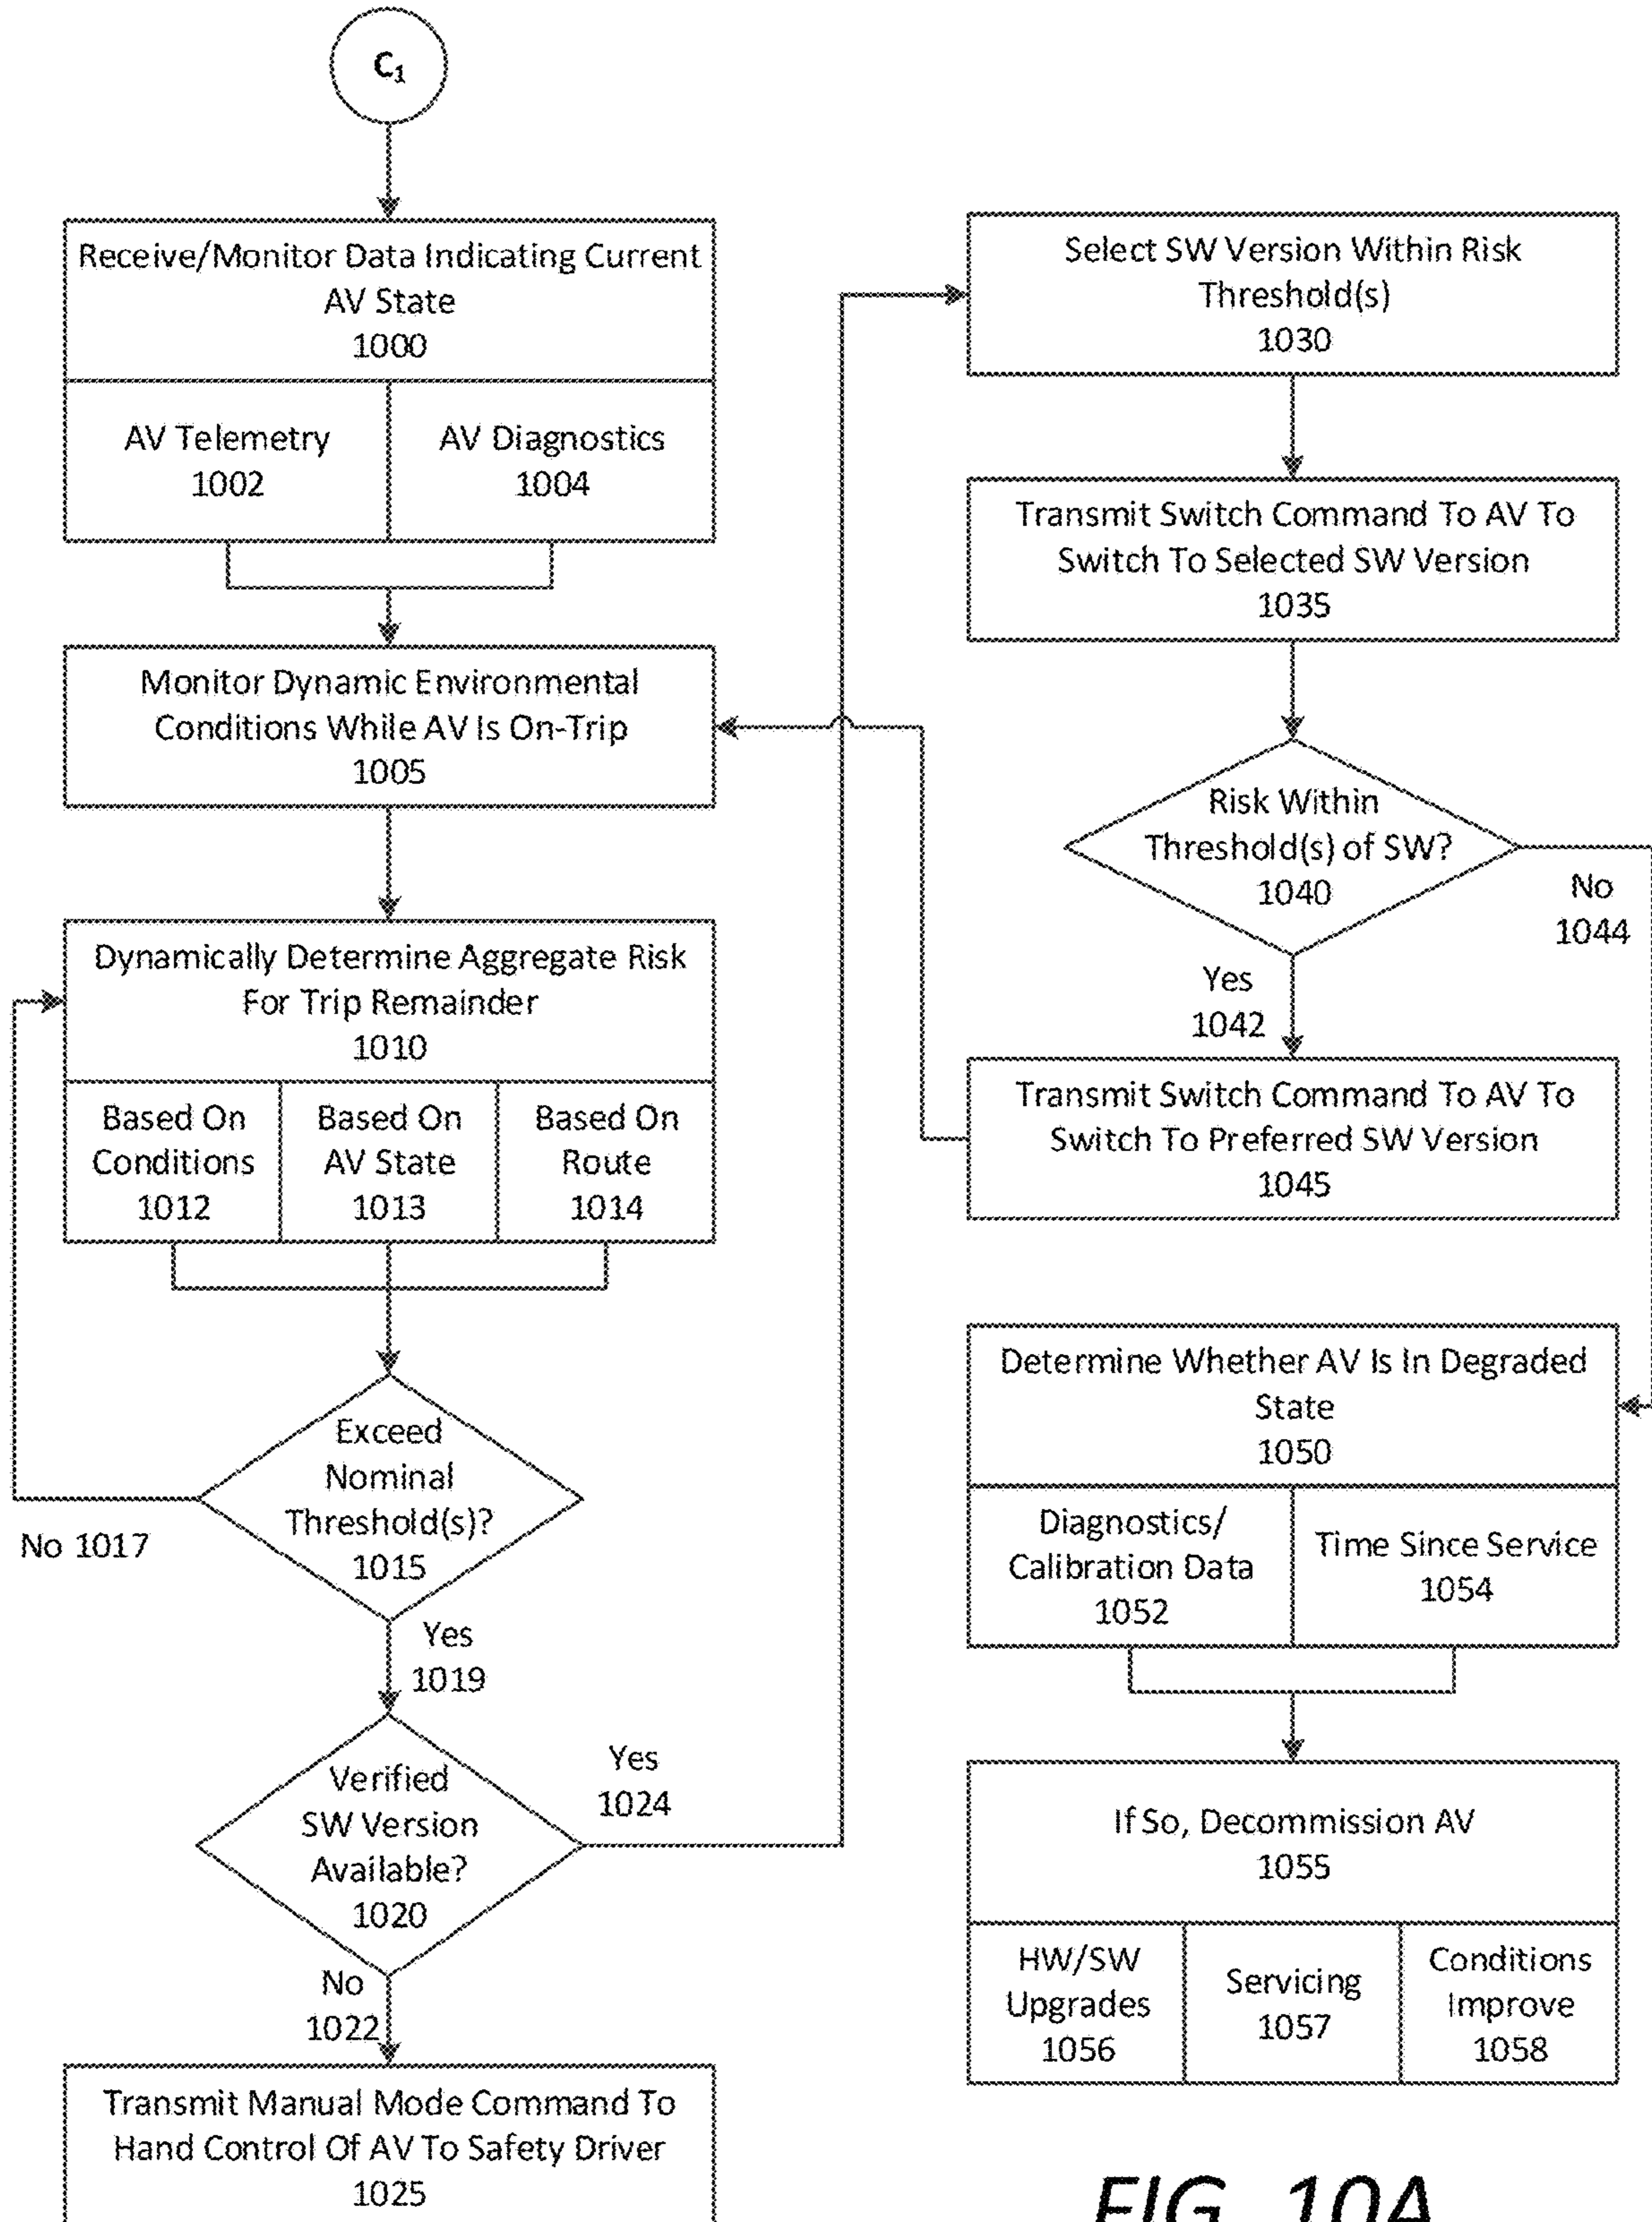 C1
Receive/Monitor Data Indicating Current
AV State
1000
AV Telemetry
1002
AV Diagnostics
1004
Monitor Dynamic Environmental
Conditions While AV Is On-Trip
1005
Dynamically Determine Aggregate Risk
For Trip Remainder
1010
Based On
Conditions
1012
Based On
AV State
1013
Based On
Route
1014
Exceed
Nominal
Threshold(s)?
1015
No 1017
Yes
1019
Verified
SW Version
Available?
1020
Yes
1024
No
1022
Transmit Manual Mode Command To
Hand Control Of AV To Safety Driver
1025
Select SW Version Within Risk
Threshold(s)
1030
Transmit Switch Command To AV To
Switch To Selected SW Version
1035
Risk Within
Threshold(s) of SW?
1040
No
1044
Yes
1042
Transmit Switch Command To AV To
Switch To Preferred SW Version
1045
Determine Whether AV Is In Degraded
State
1050
Diagnostics/
Calibration Data
1052
Time Since Service
1054
If So, Decommission AV
1055
HW/SW
Upgrades
1056
Servicing
1057
Conditions
Improve
1058
FIG. 10A